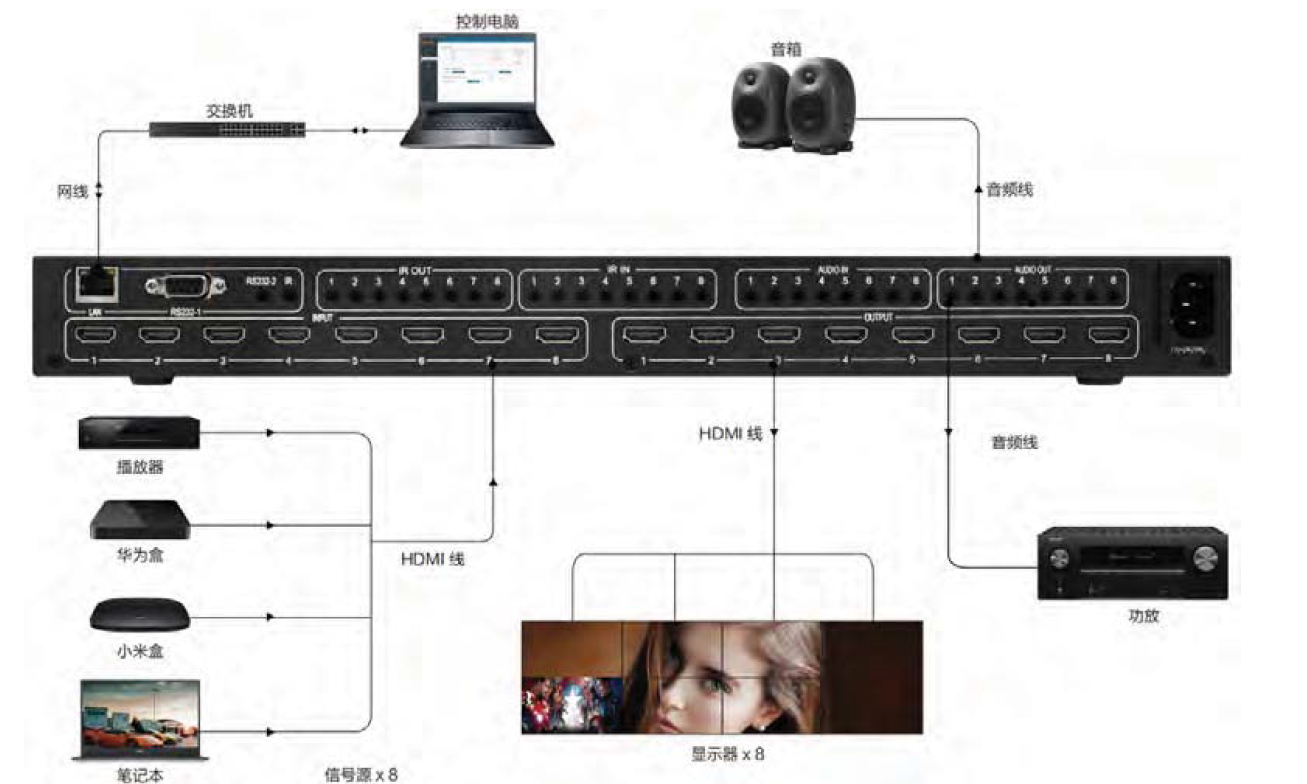 控制电脑
音箱
交换机
网线
音频线
RS232-2 IR
IR OUT
1 2 3 4 5 6 7 8
IR IN
1 2 3 4 5 6 7 8
AUDIO IN
1 2 3 4 5 6 7 8
AUDIO OUT
1 2 3 4 5 6 7 8
LAN
RS232-1
INPUT
OUTPUT
1 2 3 4 5 6 7 8
1 2 3 4 5 6 7 8
HDMI 线
音频线
播放器
华为盒
HDMI 线
小米盒
功放
显示器 x 8
笔记本
信号源 x 8